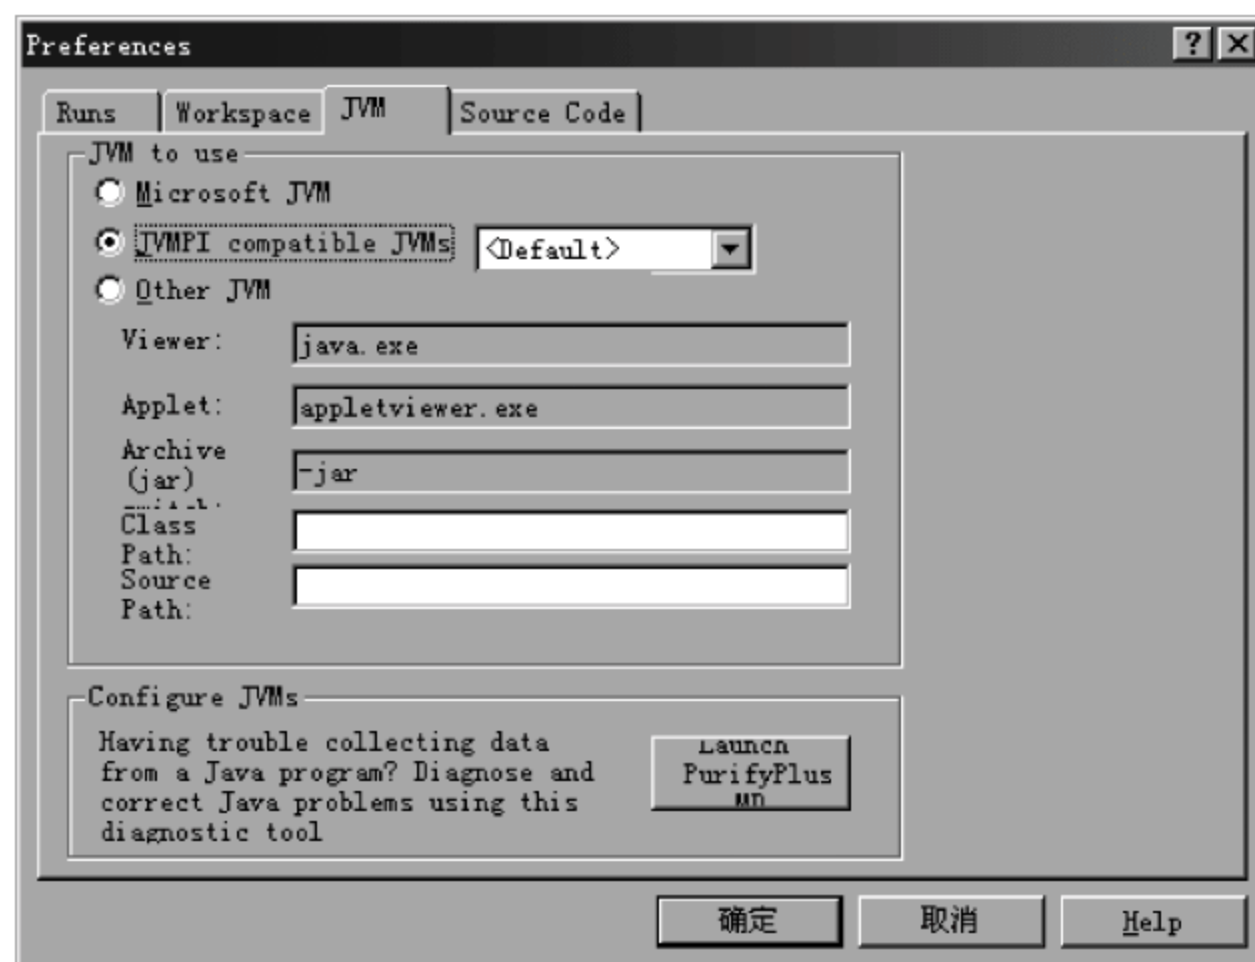 Preferences
Runs Workspace JVM Source Code
JVM to use
Microsoft JVM
JVMPI compatible JVMs <Default>
Other JVM
Viewer: java.exe
Applet: appletviewer.exe
Archive
(jar) -jar
Class
Path:
Source
Path:
Configure JVMs
Having trouble collecting data
from a Java program? Diagnose and
correct Java problems using this
diagnostic tool
Launch
PurifyPlus
确定 取消 Help